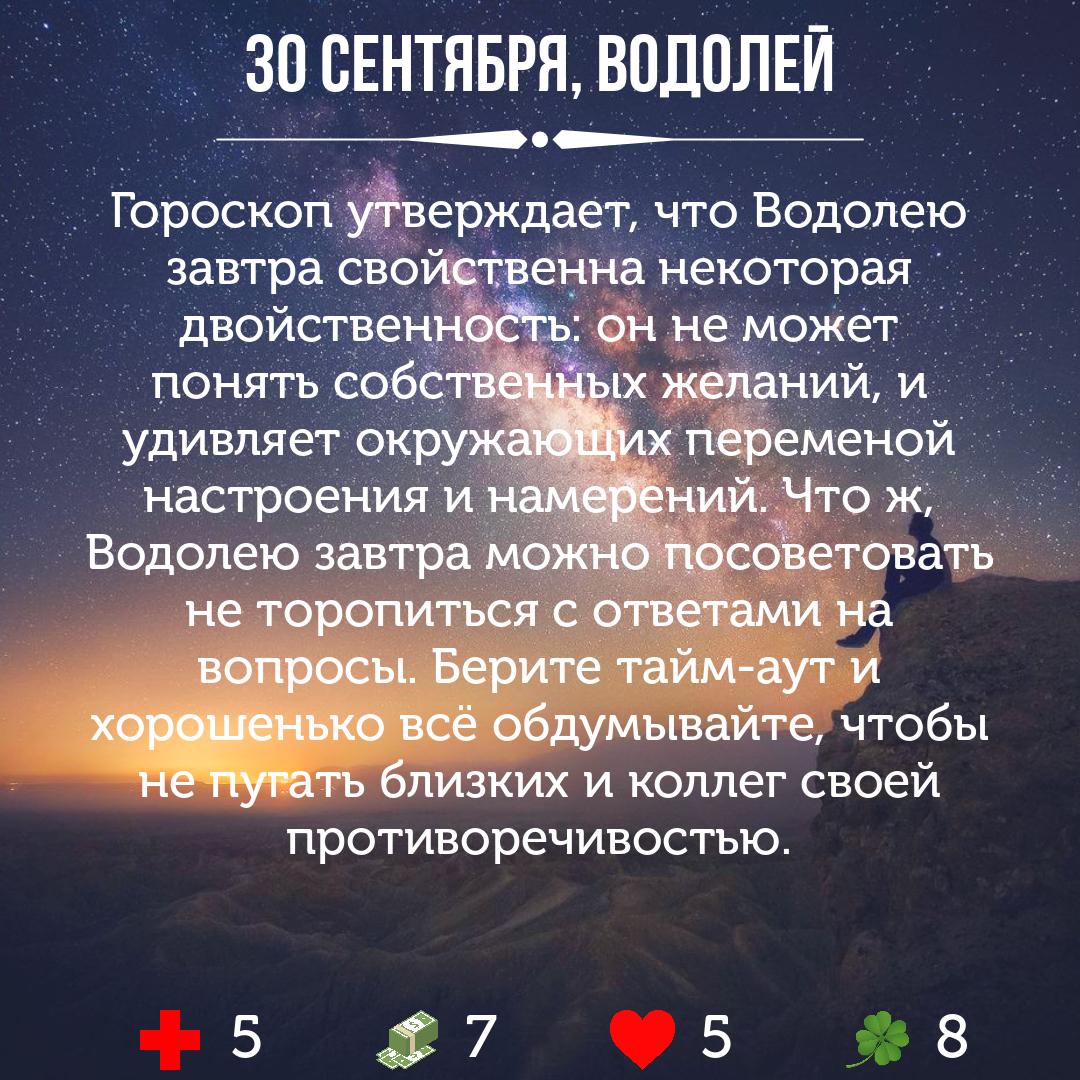 30 СЕНТЯБРЯ, ВОДОЛЕЙ
Гороскоп утверждает, что Водолею
завтра свойственна некоторая
двойственность: он не может
понять собственных желаний, и
удивляет окружающих переменой
настроения и намерений. Что ж,
Водолею завтра можно посоветовать
не торопиться с ответами на
вопросы. Берите тайм-аут и
хорошенько всё обдумывайте, чтобы
не пугать близких и коллег своей
противоречивостью.
5 7 5 8